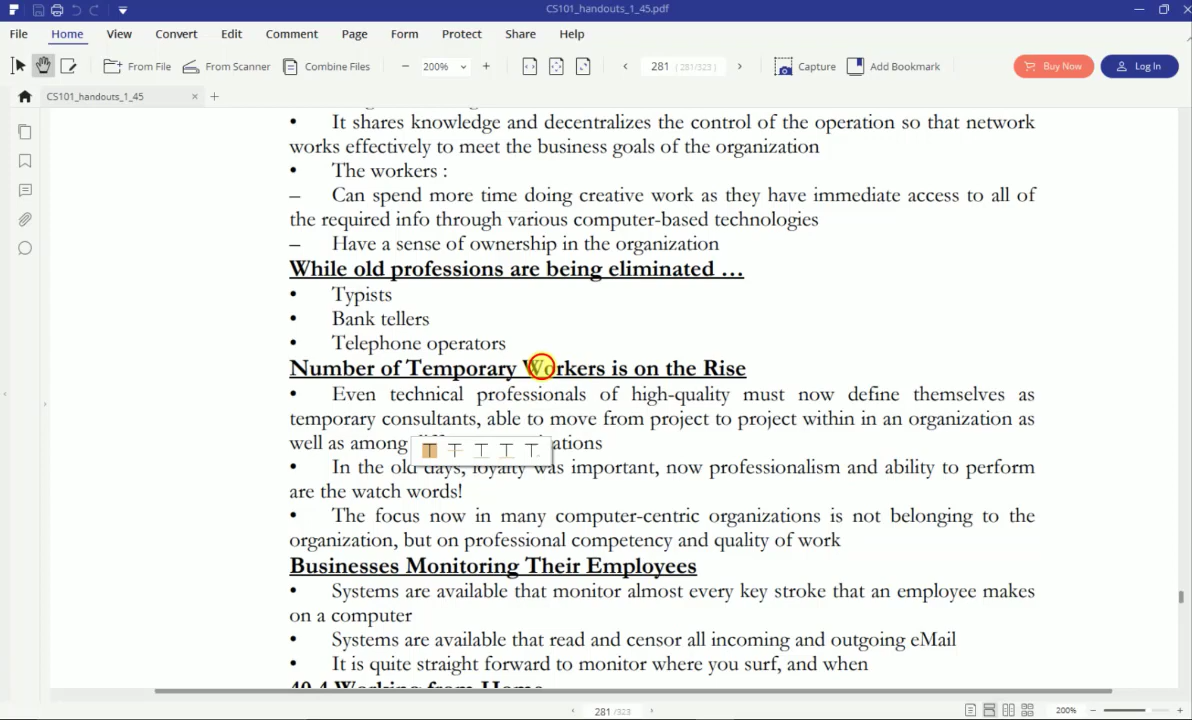 CS101_handouts_1_45.pdf
File Home View Convert Edit Comment Page Form Protect Share Help
From File From Scanner Combine Files 200% 281 (281/323) Capture Add Bookmark Buy Now Log In
CS101_handouts_1_45
• It shares knowledge and decentralizes the control of the operation so that network
works effectively to meet the business goals of the organization
• The workers :
– Can spend more time doing creative work as they have immediate access to all of
the required info through various computer-based technologies
– Have a sense of ownership in the organization
While old professions are being eliminated …
• Typists
• Bank tellers
• Telephone operators
Number of Temporary Workers is on the Rise
• Even technical professionals of high-quality must now define themselves as
temporary consultants, able to move from project to project within in an organization as
well as among
• In the old days, loyalty was important, now professionalism and ability to perform
are the watch words!
• The focus now in many computer-centric organizations is not belonging to the
organization, but on professional competency and quality of work
Businesses Monitoring Their Employees
• Systems are available that monitor almost every key stroke that an employee makes
on a computer
• Systems are available that read and censor all incoming and outgoing eMail
• It is quite straight forward to monitor where you surf, and when
40.4 Working from Home
281 /323 200%